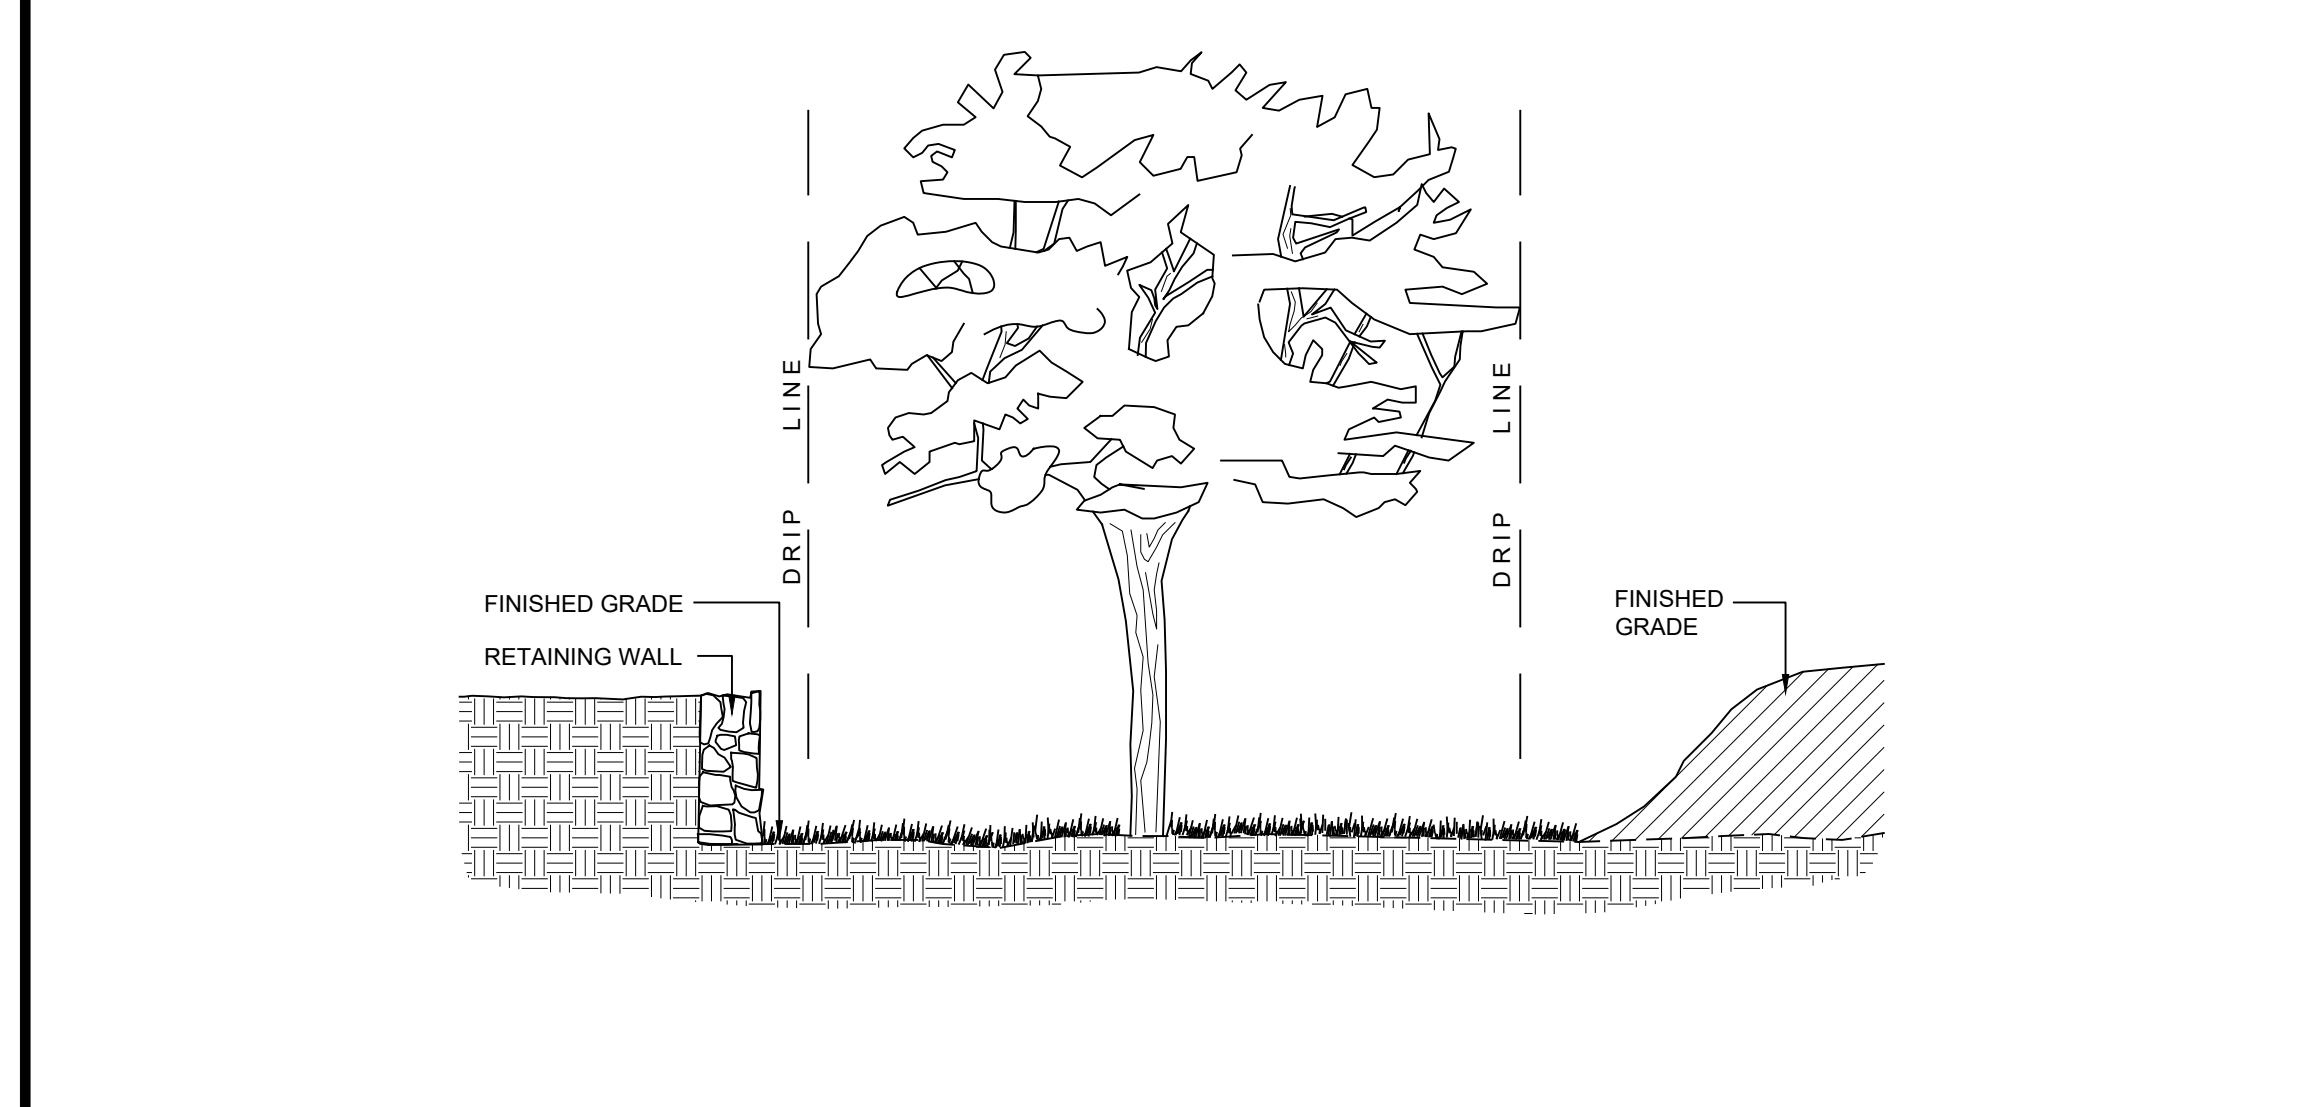 DRIP LINE
DRIP LINE
FINISHED GRADE
RETAINING WALL
FINISHED
GRADE